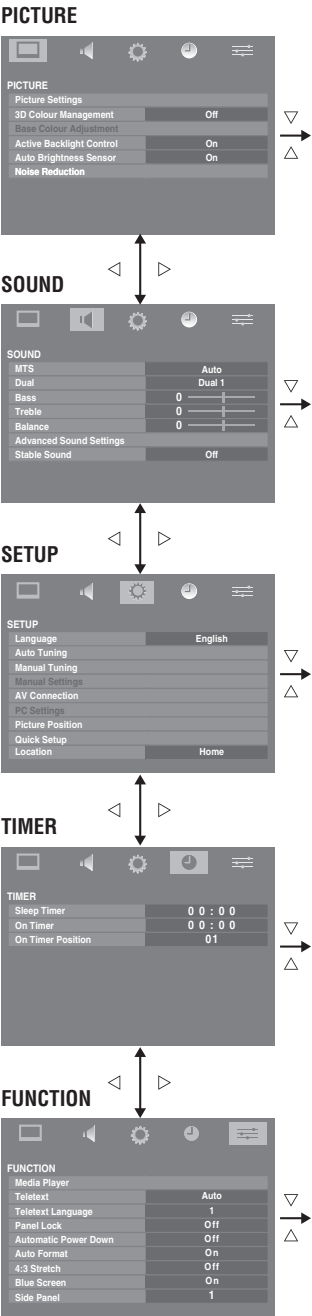 PICTURE
PICTURE
Picture Settings
3D Colour Management Off
Base Colour Adjustment
Active Backlight Control On
Auto Brightness Sensor On
Noise Reduction
SOUND
SOUND
MTS Auto
Dual Dual 1
Bass 0
Treble 0
Balance 0
Advanced Sound Settings
Stable Sound Off
SETUP
SETUP
Language English
Auto Tuning
Manual Tuning
Manual Settings
AV Connection
PC Settings
Picture Position
Quick Setup
Location Home
TIMER
TIMER
Sleep Timer 00:00
On Timer 00:00
On Timer Position 01
FUNCTION
FUNCTION
Media Player
Teletext Auto
Teletext Language 1
Panel Lock Off
Automatic Power Down Off
Auto Format On
4:3 Stretch Off
Blue Screen On
Side Panel 1